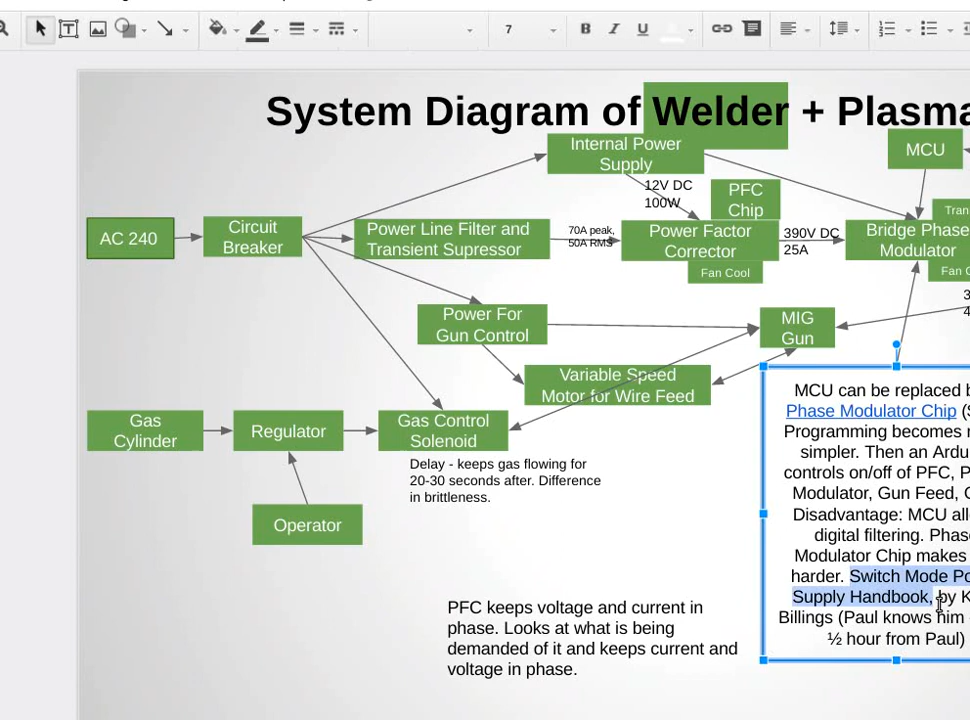 7
B I U
System Diagram of Welder + Plasma
Internal Power
Supply
MCU
12V DC
100W
PFC
Chip
AC 240
Circuit
Breaker
Power Line Filter and
Transient Supressor
70A peak,
50A RMS
Power Factor
Corrector
390V DC
25A
Bridge Phase
Modulator
Fan Cool
Fan
Power For
Gun Control
MIG
Gun
Variable Speed
Motor for Wire Feed
Gas
Cylinder
Regulator
Gas Control
Solenoid
Delay - keeps gas flowing for
20-30 seconds after. Difference
in brittleness.
Operator
MCU can be replaced
Phase Modulator Chip
Programming becomes
simpler. Then an
controls on/off of PFC,
Modulator, Gun Feed,
Disadvantage: MCU
digital filtering.
Modulator Chip makes
harder. Switch Mode
Supply Handbook, by
Billings (Paul knows him
½ hour from Paul)
PFC keeps voltage and current in
phase. Looks at what is being
demanded of it and keeps current and
voltage in phase.